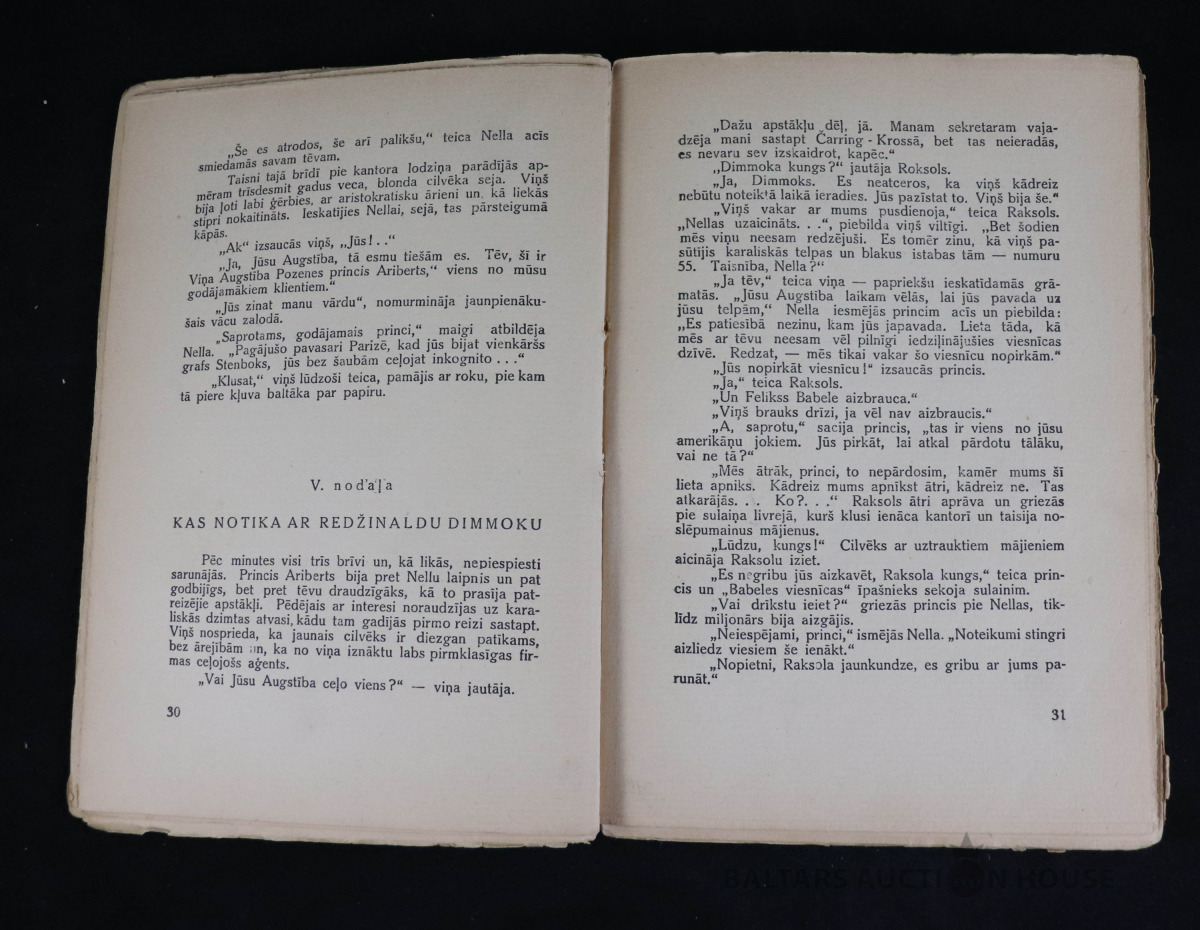 „Še es atrodos, še arī palikšu,“ teica Nella acīs
smiedamās savam tēvam.
Taisni tajā brīdī pie kantora lodziņa parādījās ap-
mēram trīsdesmit gadus veca, blonda cilvēka seja. Viņš
bija ļoti labi ģērbies, ar aristokratisku ārieni un, kā liekās
stipri nokaitināts. Ieskatījies Nellai, sejā, tas pārsteigumā
kāpās.
„Ak“ izsaucās viņš, „Jūs!..“
„Ja, Jūsu Augstība, tā esmu tiešām es. Tēv, šī ir
Viņa Augstība Pozenes princis Ariberts,“ viens no mūsu
godājamākiem klientiem.“
„Jūs zinat manu vārdu“, nomurmināja jaunpienāku-
šais vācu zalodā.
„Saprotams, godājamais princi,“ maigi atbildēja
Nella. „Pagājušo pavasari Parizē, kad jūs bijat vienkāršs
grafs Stenboks, jūs bez šaubām ceļojat inkognito...“
„Klusat,“ viņš lūdzoši teica, pamājis ar roku, pie kam
tā piere kļuva baltāka par papiru.
V. nodaļa
KAS NOTIKA AR REDŽINALDU DIMMOKU
Pēc minutes visi trīs brīvi un, kā likās, nepiespiesti
sarunājās. Princis Ariberts bija pret Nellu laipnis un pat
godbijīgs, bet pret tēvu draudzīgāks, kā to prasīja pat-
reizējie apstākļi. Pēdējais ar interesi noraudzījas uz kara-
liskās dzimtas atvasi, kādu tam gadījās pirmo reizi sastapt.
Viņš nosprieda, ka jaunais cilvēks ir diezgan patīkams,
bez ārejībām un, ka no viņa iznāktu labs pirmklasīgas fir-
mas ceļojošs aģents.
„Vai Jūsu Augstība ceļo viens?“ — viņa jautāja.
30
„Dažu apstākļu dēļ, jā. Manam sekretaram vaja-
dzēja mani sastapt Čarring-Krossā, bet tas neieradās,
es nevaru sev izskaidrot, kapēc.“
„Dimmoka kungs?“ jautāja Roksols.
„Ja, Dimmoks. Es neatceros, ka viņš kādreiz
nebūtu noteiktā laikā ieradies. Jūs pazīstat to. Viņš bija še.“
„Viņš vakar ar mums pusdienoja,“ teica Raksols.
„Nellas uzaicināts...“, piebilda viņš viltīgi. „Bet šodien
mēs viņu neesam redzējuši. Es tomēr zinu, kā viņš pa-
sūtījis karaliskās telpas un blakus istabas tām — numuru
55. Taisnība, Nella?“
„Ja tēv,“ teica viņa — papriekšu ieskatīdamās grā-
matās. „Jūsu Augstība laikam vēlās, lai jūs pavada uz
jūsu telpām,“ Nella iesmējās princim acīs un piebilda:
„Es patiesībā nezinu, kam jūs japavada. Lieta tāda, kā
mēs ar tēvu neesam vēl pilnīgi iedziļinājušies viesnīcas
dzīvē. Redzat, — mēs tikai vakar šo viesnīcu nopirkām.“
„Jūs nopirkāt viesnīcu!“ izsaucās princis.
„Ja,“ teica Raksols.
„Un Felikss Babele aizbrauca.“
„Viņš brauks drīzi, ja vēl nav aizbraucis.“
„A, saprotu,“ sacija princis, „tas ir viens no jūsu
amerikāņu jokiem. Jūs pirkāt, lai atkal pārdotu tālāku,
vai ne tā?“
„Mēs ātrāk, princi, to nepārdosim, kamēr mums šī
lieta apniks. Kādreiz mums apnīkst ātri, kādreiz ne. Tas
atkarājās... Ko?...“ Raksols ātri aprāva un griezās
pie sulaiņa livrejā, kurš klusi ienāca kantorī un taisija no-
slēpumainus mājienus.
„Lūdzu, kungs!“ Cilvēks ar uztrauktiem mājieniem
aicināja Raksolu iziet.
„Es negribu jūs aizkavēt, Raksola kungs,“ teica prin-
cis un „Babeles viesnīcas“ īpašnieks sekoja sulainim.
„Vai drīkstu ieiet?“ griezās princis pie Nellas, tik-
līdz miljonārs bija aizgājis.
„Neiespējami, princi,“ ismējās Nella. „Noteikumi stingri
aizliedz viesiem še ienākt.“
„Nopietni, Raksola jaunkundze, es gribu ar jums pa-
runāt.“
31
BALTARS AUCTION HOUSE